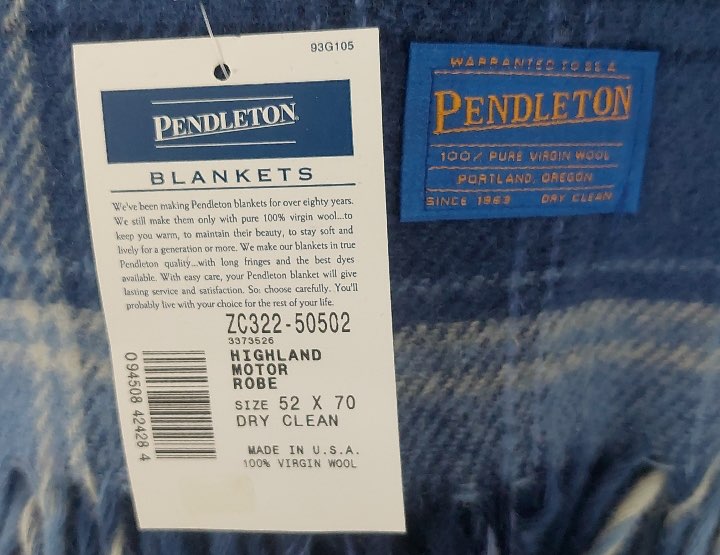 93G105
PENDLETON
BLANKETS
We've been making Pendleton blankets for over eighty years.
We still make them only with pure 100% virgin wool...to
keep you warm, to maintain their beauty, to stay soft and
lively for a generation or more. We make our blankets in true
Pendleton quality...with long fringes and the best dyes
available. With easy care, your Pendleton blanket will give
lasting service and satisfaction. So: choose carefully. You'll
probably live with your choice for the rest of your life.
ZC322-50502
3373526
HIGHLAND
MOTOR
ROBE
SIZE 52 X 70
DRY CLEAN
MADE IN U.S.A.
100% VIRGIN WOOL
0 94508 42428 4
WARRANTED TO BE A
PENDLETON
100% PURE VIRGIN WOOL
PORTLAND, OREGON
SINCE 1863 DRY CLEAN